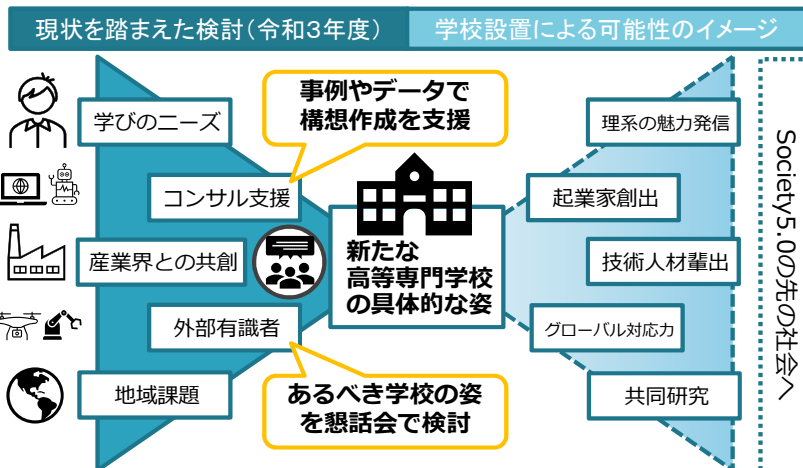 現状を踏まえた検討(令和3年度)
学校設置による可能性のイメージ
学びのニーズ
事例やデータで
構想作成を支援
コンサル支援
産業界との共創
外部有識者
地域課題
あるべき学校の姿
を懇話会で検討
新たな
高等専門学校
の具体的な姿
理系の魅力発信
起業家創出
技術人材輩出
グローバル対応力
共同研究
Society5.0の先の社会へ